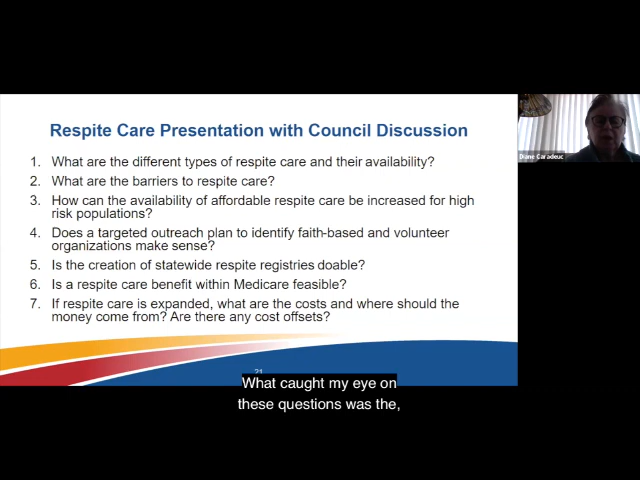 Respite Care Presentation with Council Discussion
1. What are the different types of respite care and their availability?
2. What are the barriers to respite care?
3. How can the availability of affordable respite care be increased for high
risk populations?
4. Does a targeted outreach plan to identify faith-based and volunteer
organizations make sense?
5. Is the creation of statewide respite registries doable?
6. Is a respite care benefit within Medicare feasible?
7. If respite care is expanded, what are the costs and where should the
money come from? Are there any cost offsets?
Diane Caradeuc
21
What caught my eye on
these questions was the,